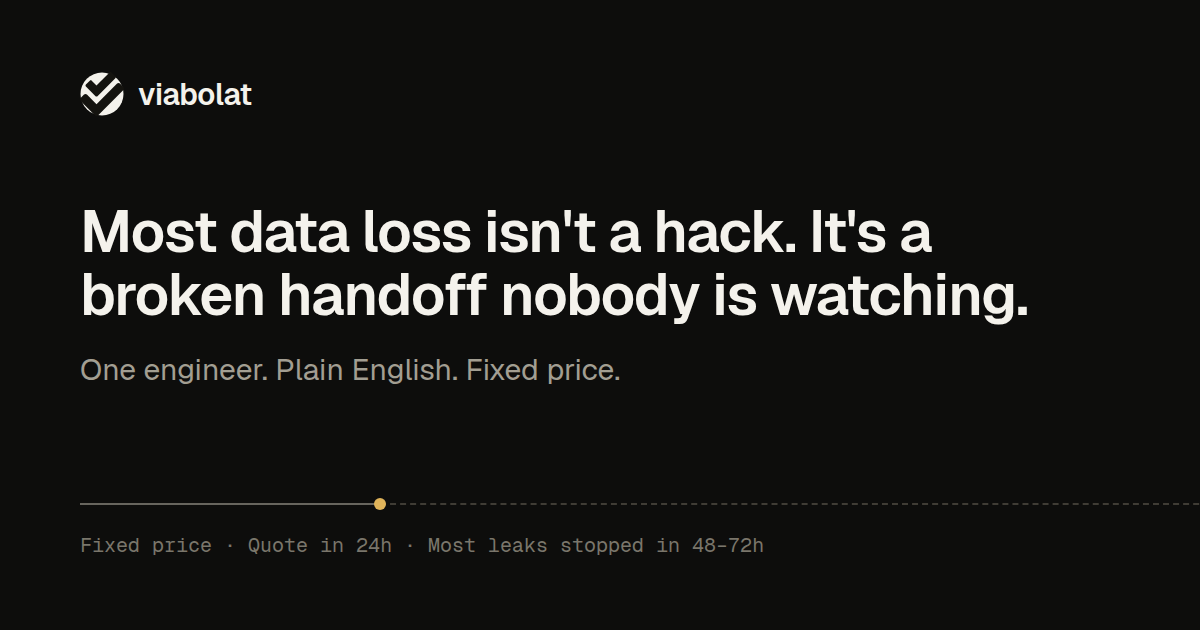 viabolat
Most data loss isn't a hack. It's a
broken handoff nobody is watching.
One engineer. Plain English. Fixed price.
Fixed price · Quote in 24h · Most leaks stopped in 48–72h